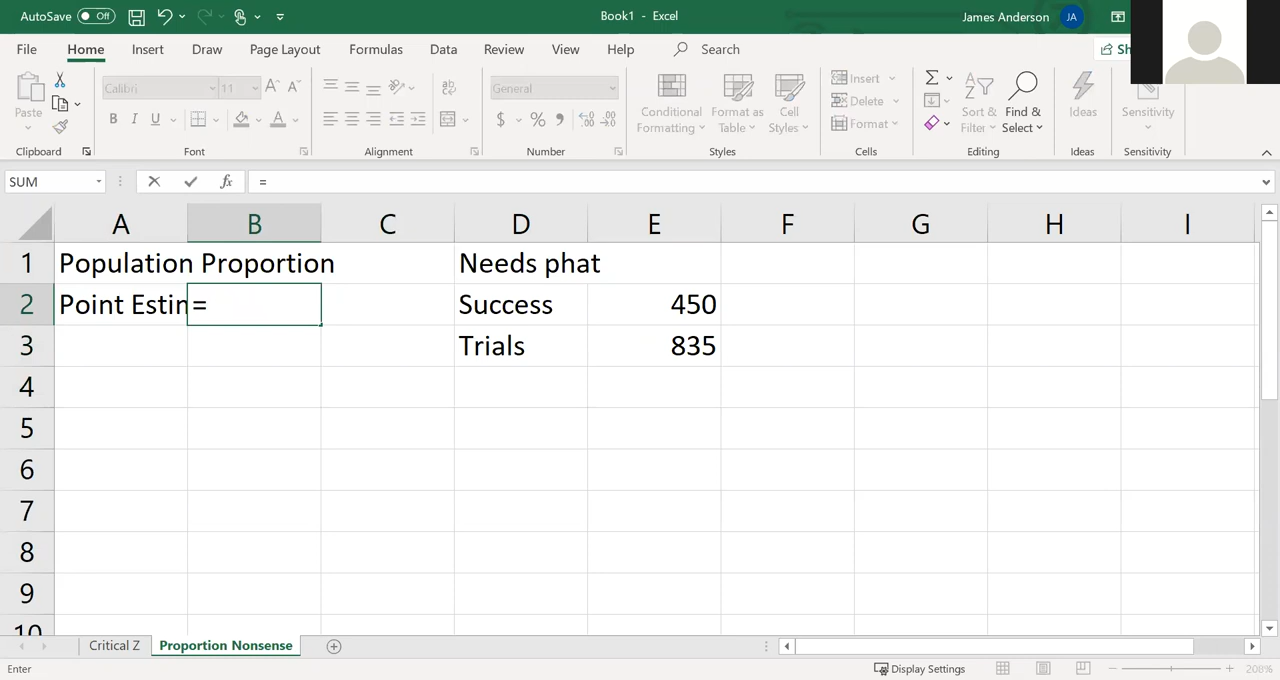 AutoSave Off Book1 - Excel James Anderson JA
File Home Insert Draw Page Layout Formulas Data Review View Help Search Sh
Paste Calibri 11 General Conditional Formatting Format as Table Cell Styles Insert Delete Format Sort & Filter Find & Select Ideas Sensitivity
Clipboard Font Alignment Number Styles Cells Editing Ideas Sensitivity
SUM fx =
A B C D E F G H I
1 Population Proportion Needs phat
2 Point Estin = Success 450
3 Trials 835
4
5
6
7
8
9
10
Critical Z Proportion Nonsense
Enter Display Settings 208%